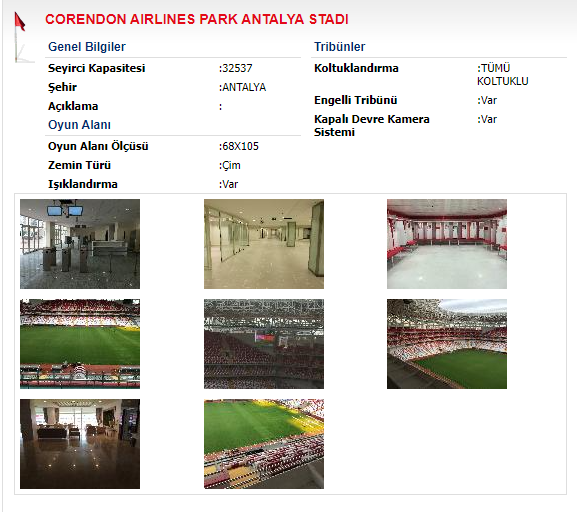 CORENDON AIRLINES PARK ANTALYA STADI
Genel Bilgiler
Seyirci Kapasitesi :32537
Şehir :ANTALYA
Açıklama :
Oyun Alanı
Oyun Alanı Ölçüsü :68X105
Zemin Türü :Çim
Işıklandırma :Var
Tribünler
Koltuklandırma :TÜMÜ
KOLTUKLU
Engelli Tribünü :Var
Kapalı Devre Kamera :Var
Sistemi